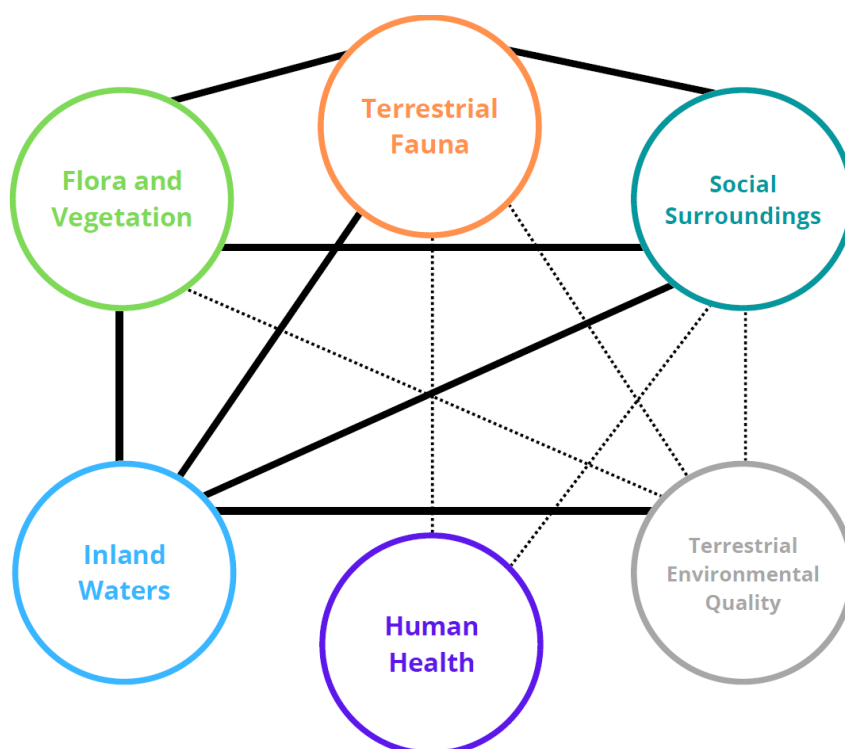 Terrestrial
Fauna
Flora and
Vegetation
Social
Surroundings
Inland
Waters
Human
Health
Terrestrial
Environmental
Quality